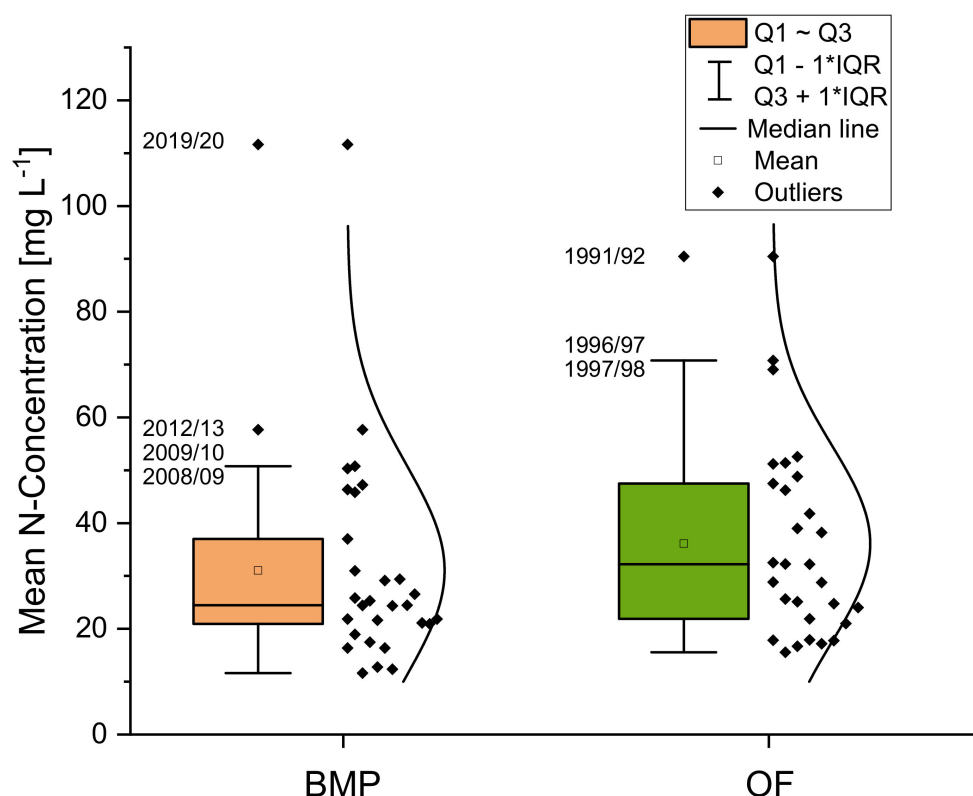 Mean N-Concentration [mg L⁻¹]
120
100
80
60
40
20
0
2019/20
2012/13
2009/10
2008/09
1991/92
1996/97
1997/98
Q1 ~ Q3
Q1 - 1*IQR
Q3 + 1*IQR
Median line
Mean
Outliers
BMP
OF